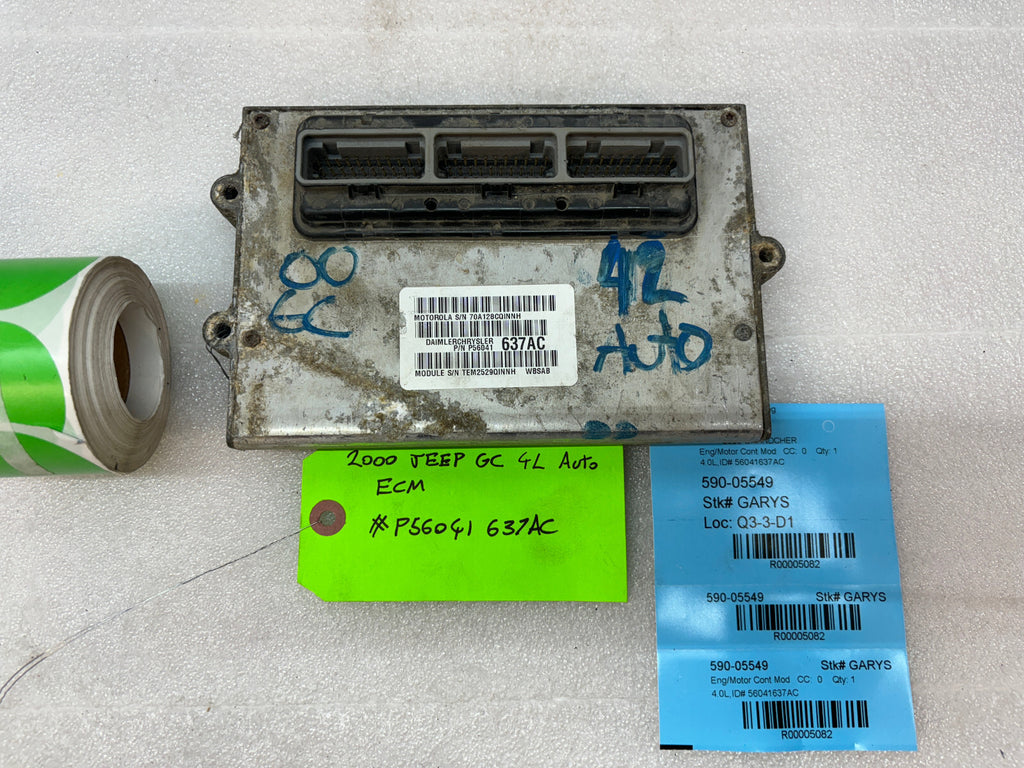 00
GC
42
Auto
MOTOROLA S/N 70A128CQINNH
DAIMLERCHRYSLER
P/N P56041 637AC
MODULE S/N TEM2529QINNH WBSAB
2000 JEEP GC 4L Auto
ECM
#P56041 637AC
Eng/Motor Cont Mod CC: 0 Qty: 1
4.0L,ID# 56041637AC
590-05549
Stk# GARYS
Loc: Q3-3-D1
R00005082
590-05549 Stk# GARYS
R00005082
590-05549 Stk# GARYS
Eng/Motor Cont Mod CC: 0 Qty: 1
4.0L,ID# 56041637AC
R00005082